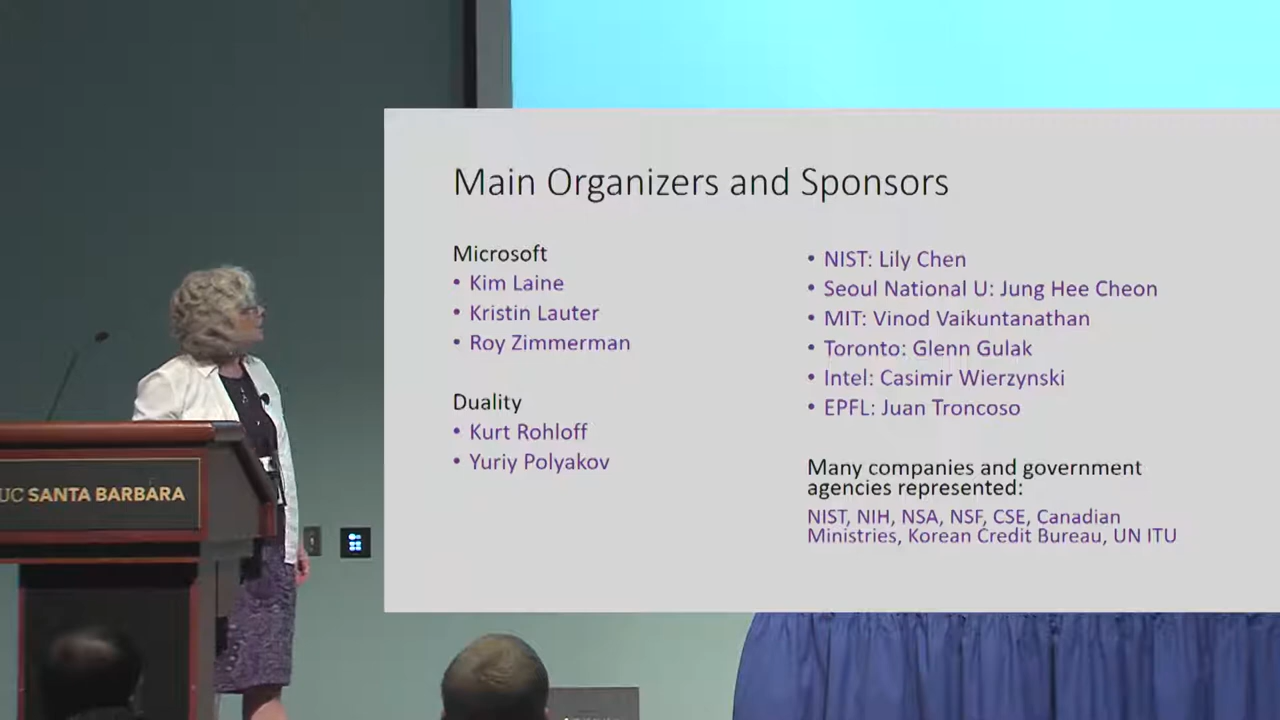 Main Organizers and Sponsors
Microsoft
• Kim Laine
• Kristin Lauter
• Roy Zimmerman
Duality
• Kurt Rohloff
• Yuriy Polyakov
• NIST: Lily Chen
• Seoul National U: Jung Hee Cheon
• MIT: Vinod Vaikuntanathan
• Toronto: Glenn Gulak
• Intel: Casimir Wierzynski
• EPFL: Juan Troncoso
Many companies and government
agencies represented:
NIST, NIH, NSA, NSF, CSE, Canadian
Ministries, Korean Credit Bureau, UN ITU
UC SANTA BARBARA